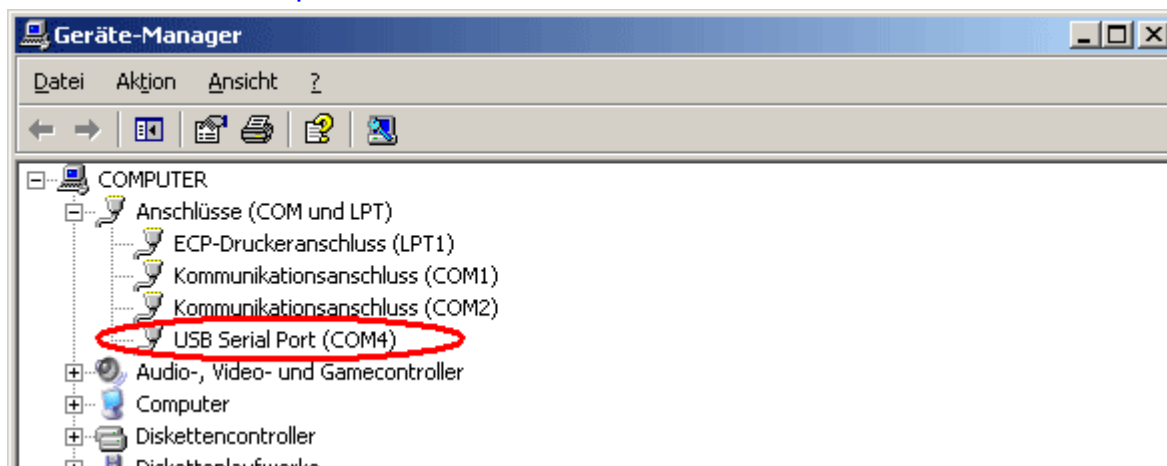 Geräte-Manager
Datei Aktion Ansicht ?
COMPUTER
Anschlüsse (COM und LPT)
ECP-Druckeranschluss (LPT1)
Kommunikationsanschluss (COM1)
Kommunikationsanschluss (COM2)
USB Serial Port (COM4)
Audio-, Video- und Gamecontroller
Computer
Diskettencontroller
Diskettenlaufwerke